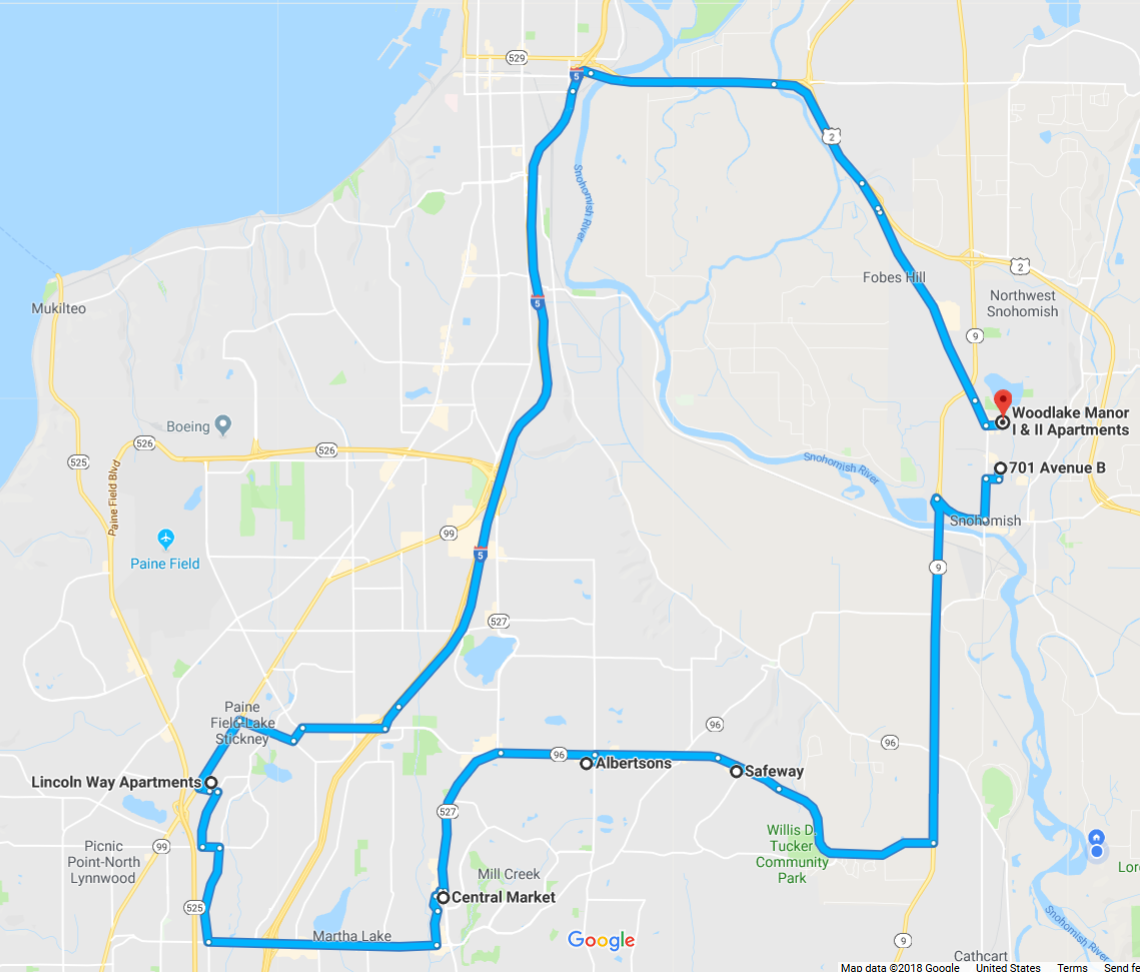 529
5
2
Snohomish River
Fobes Hill
2
Northwest
Snohomish
Mukilteo
5
9
Woodlake Manor
I & II Apartments
Boeing
526
526
525
Paine Field Blvd
Snohomish River
701 Avenue B
Snohomish
99
Paine Field
5
9
527
Paine
Field-Lake
Stickney
96
96
96
Lincoln Way Apartments
Albertsons
Safeway
527
Willis D.
Tucker
Community
Park
Picnic
Point-North
Lynnwood
99
Mill Creek
Central Market
Lor
525
Martha Lake
Google
9
Snohomish River
Cathcart
Map data ©2018 Google United States Terms Send fe